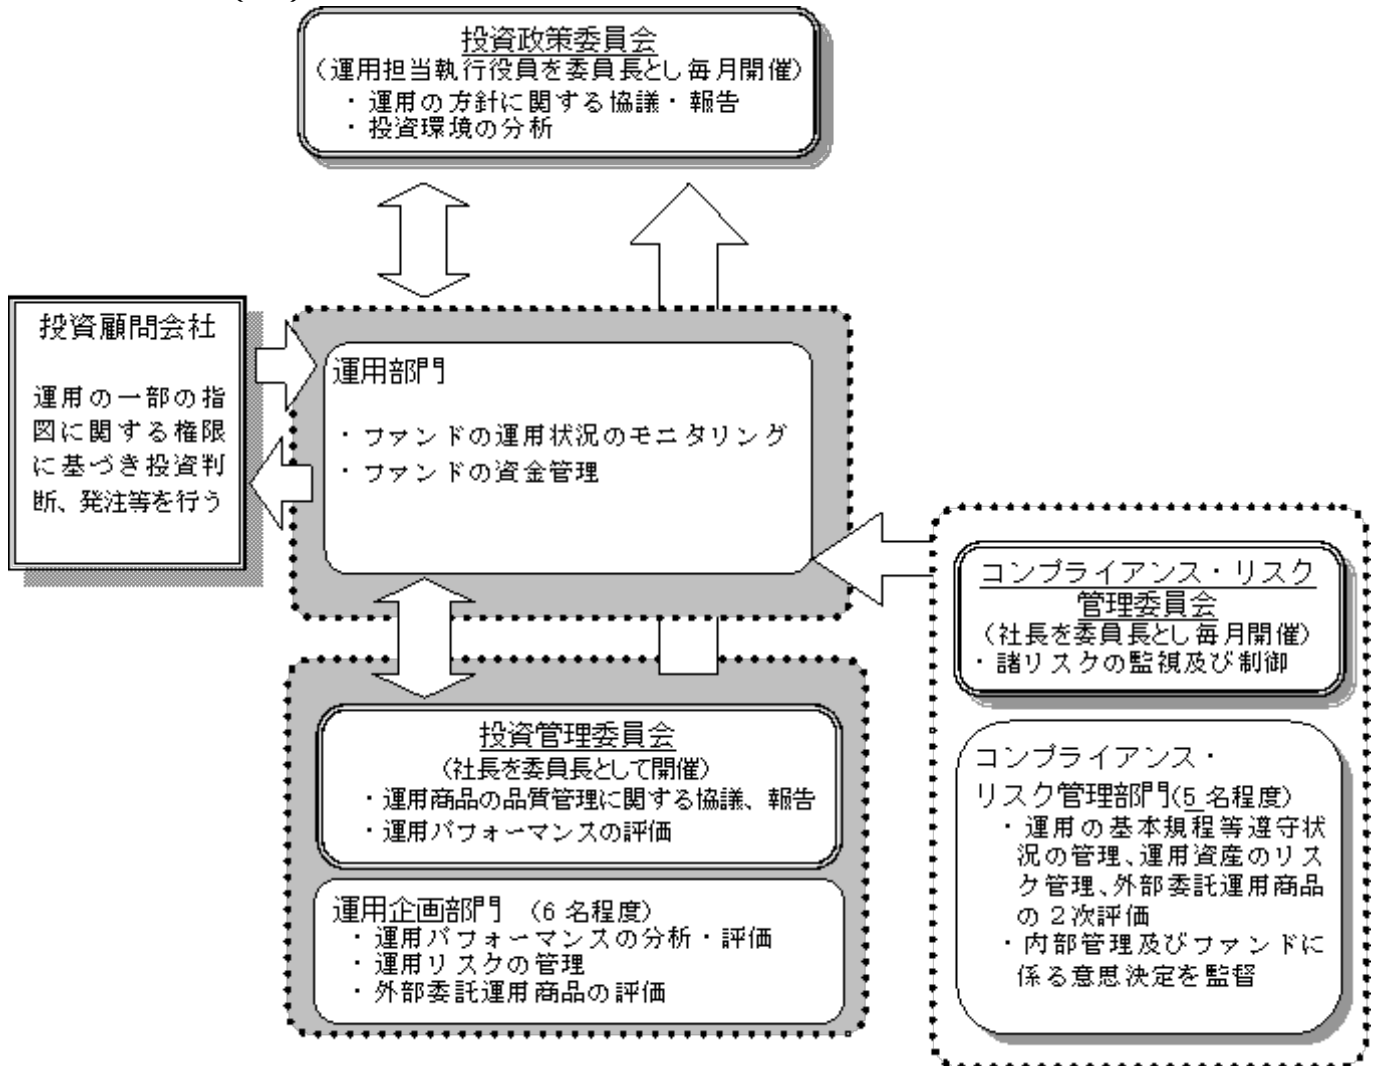 投資政策委員会
(運用担当執行役員を委員長とし毎月開催)
・運用の方針に関する協議・報告
・投資環境の分析
投資顧問会社
運用の一部の指
図に関する権限
に基づき投資判
断、発注等を行う
運用部門
・ファンドの運用状況のモニタリング
・ファンドの資金管理
コンプライアンス・リスク
管理委員会
(社長を委員長とし毎月開催)
・諸リスクの監視及び制御
投資管理委員会
(社長を委員長として開催)
・運用商品の品質管理に関する協議、報告
・運用パフォーマンスの評価
運用企画部門 (6名程度)
・運用パフォーマンスの分析・評価
・運用リスクの管理
・外部委託運用商品の評価
コンプライアンス・
リスク管理部門(5名程度)
・運用の基本規程等遵守状
況の管理、運用資産のリス
ク管理、外部委託運用商品
の2次評価
・内部管理及びファンドに
係る意思決定を監督